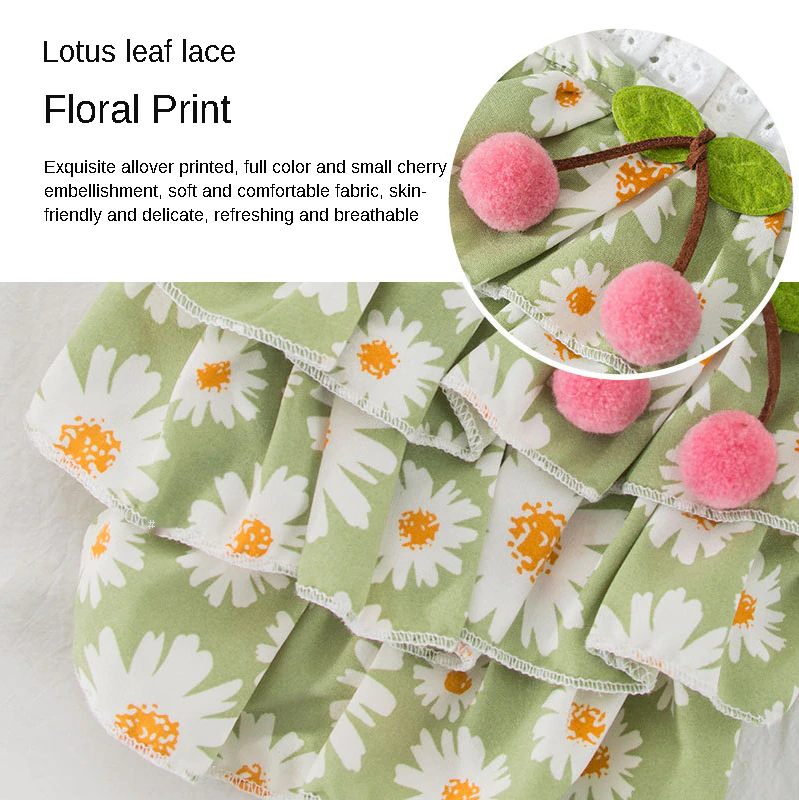 Lotus leaf lace
Floral Print
Exquisite allover printed, full color and small cherry
embellishment, soft and comfortable fabric, skin-
friendly and delicate, refreshing and breathable